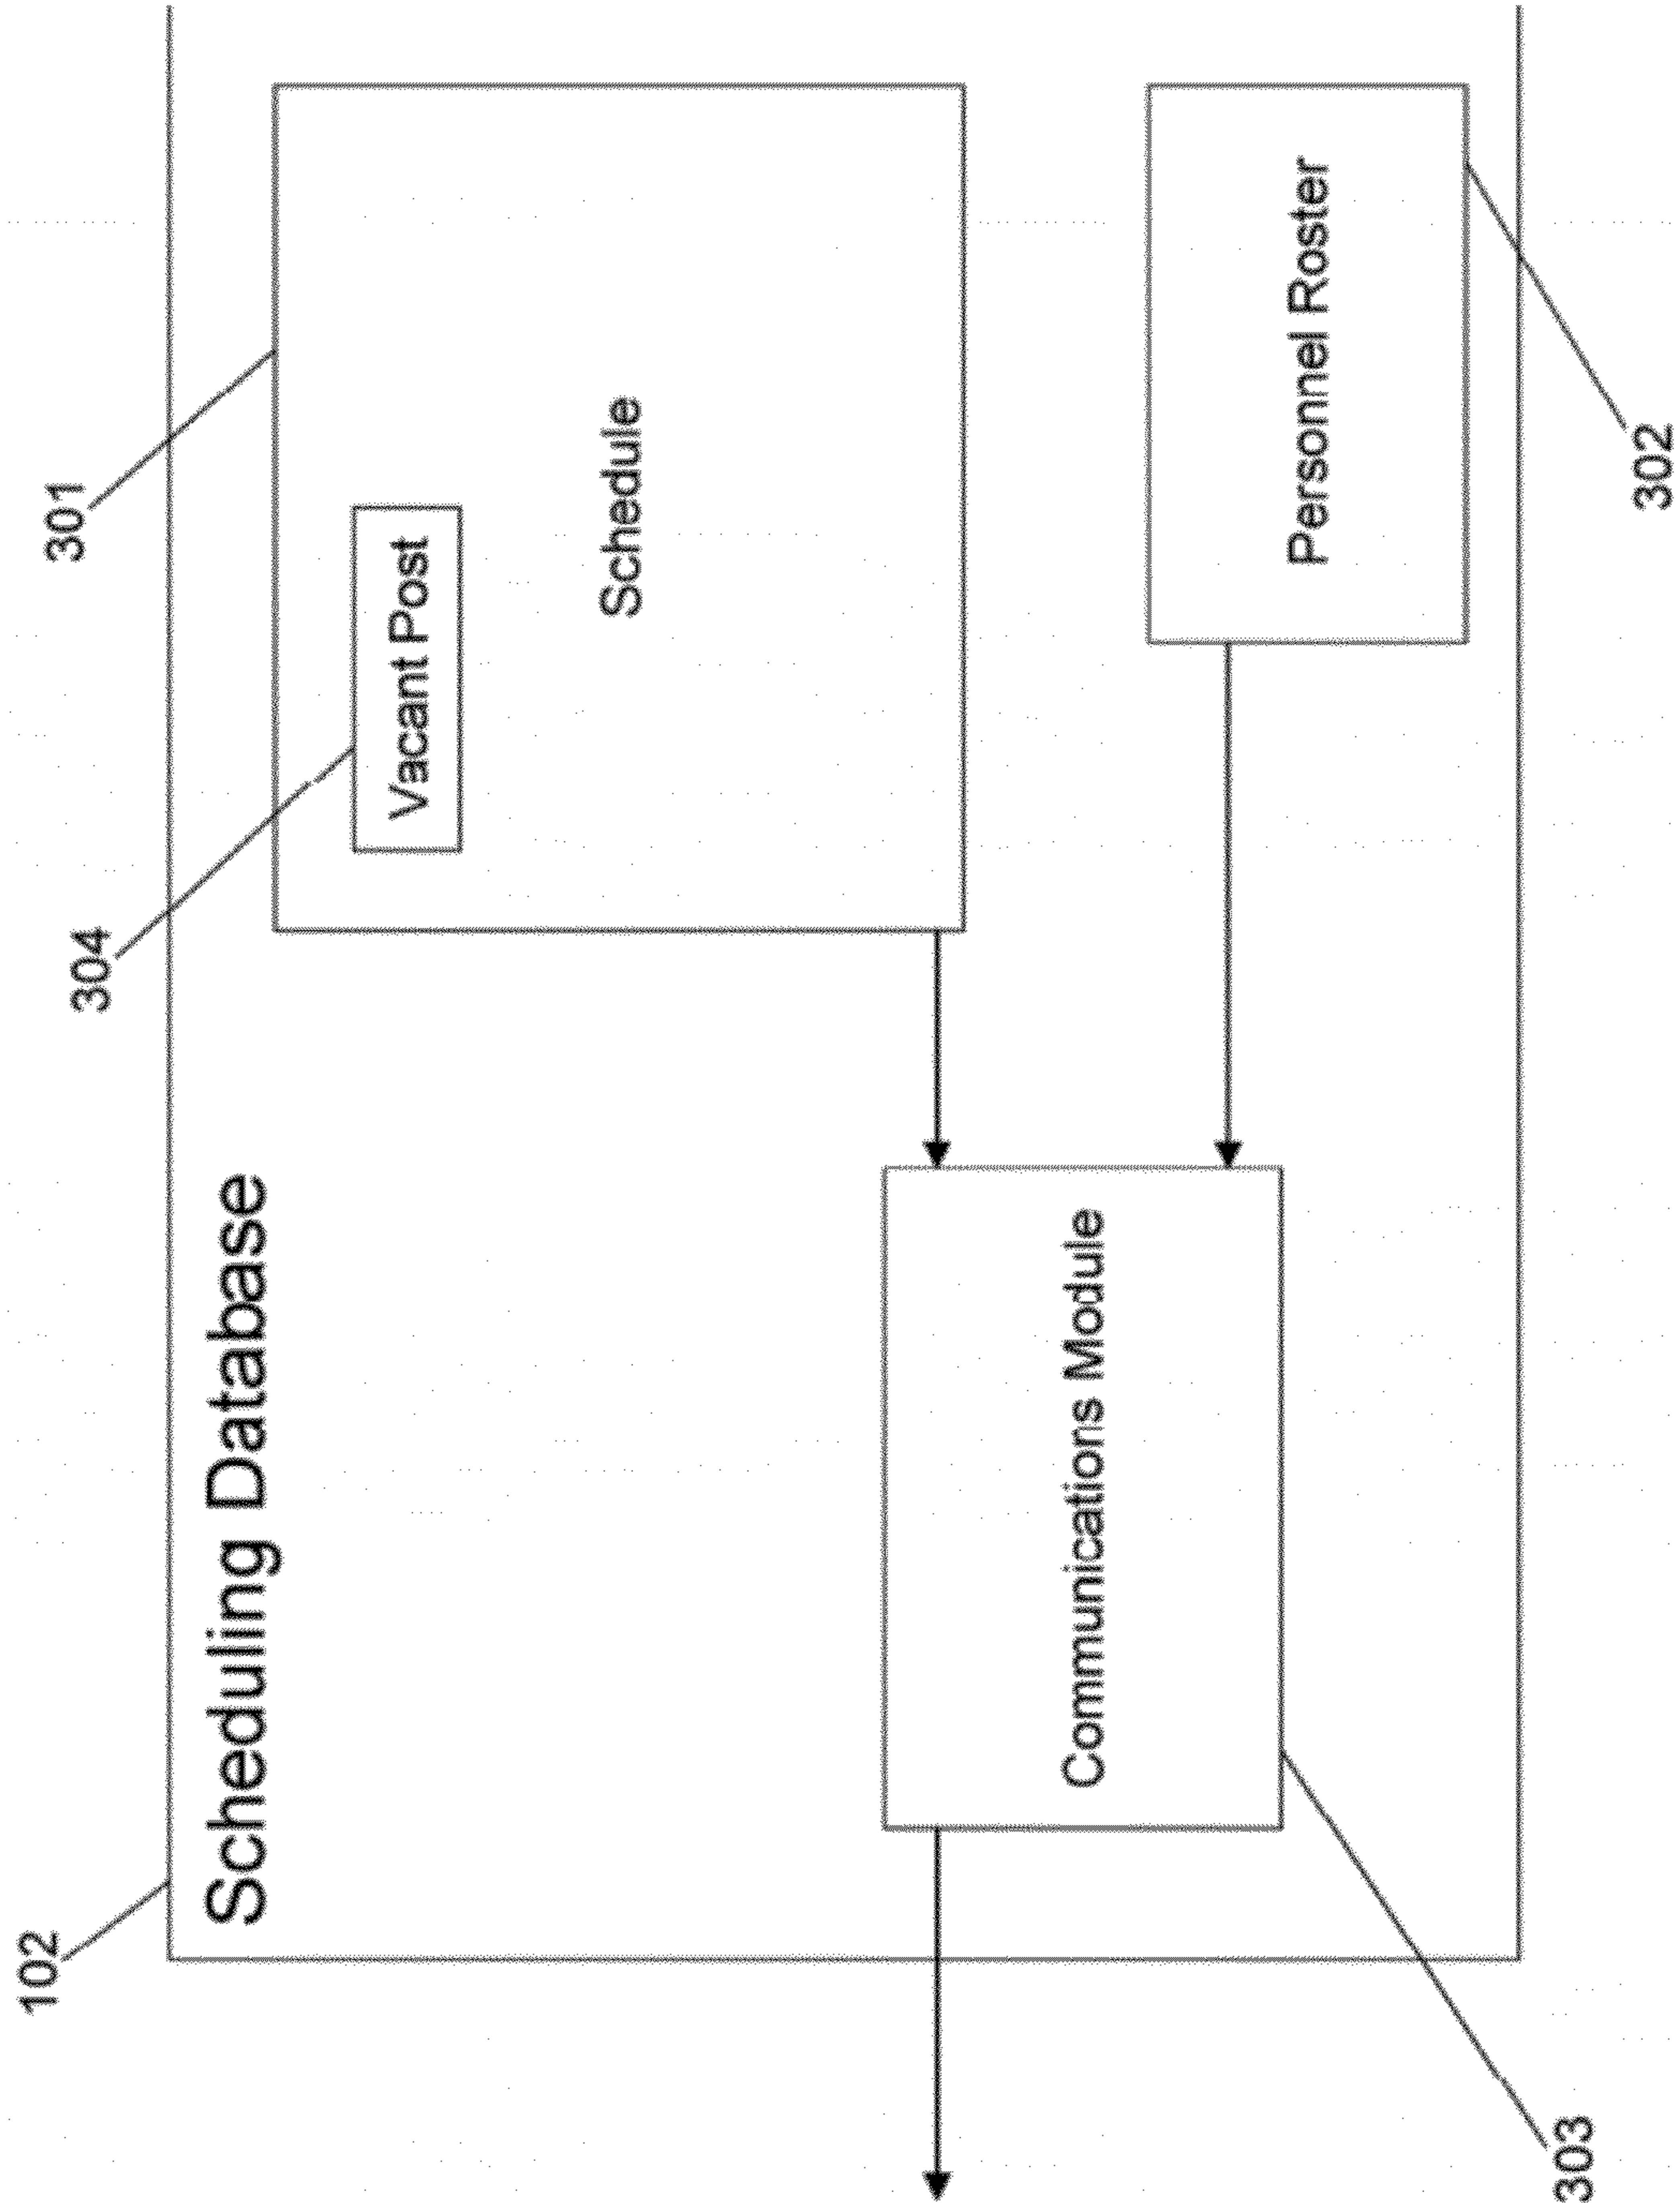 102
Scheduling Database
304
301
Vacant Post
Schedule
Communications Module
Personnel Roster
303
302